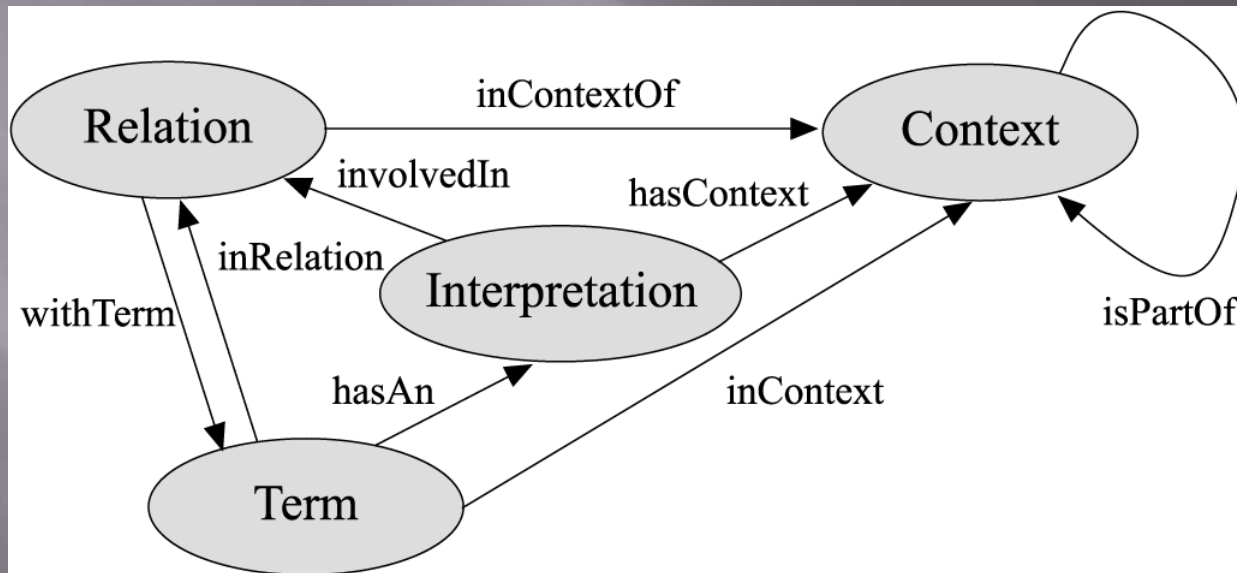 inContextOf
Relation
Context
involvedIn
hasContext
inRelation
Interpretation
withTerm
isPartOf
hasAn
inContext
Term